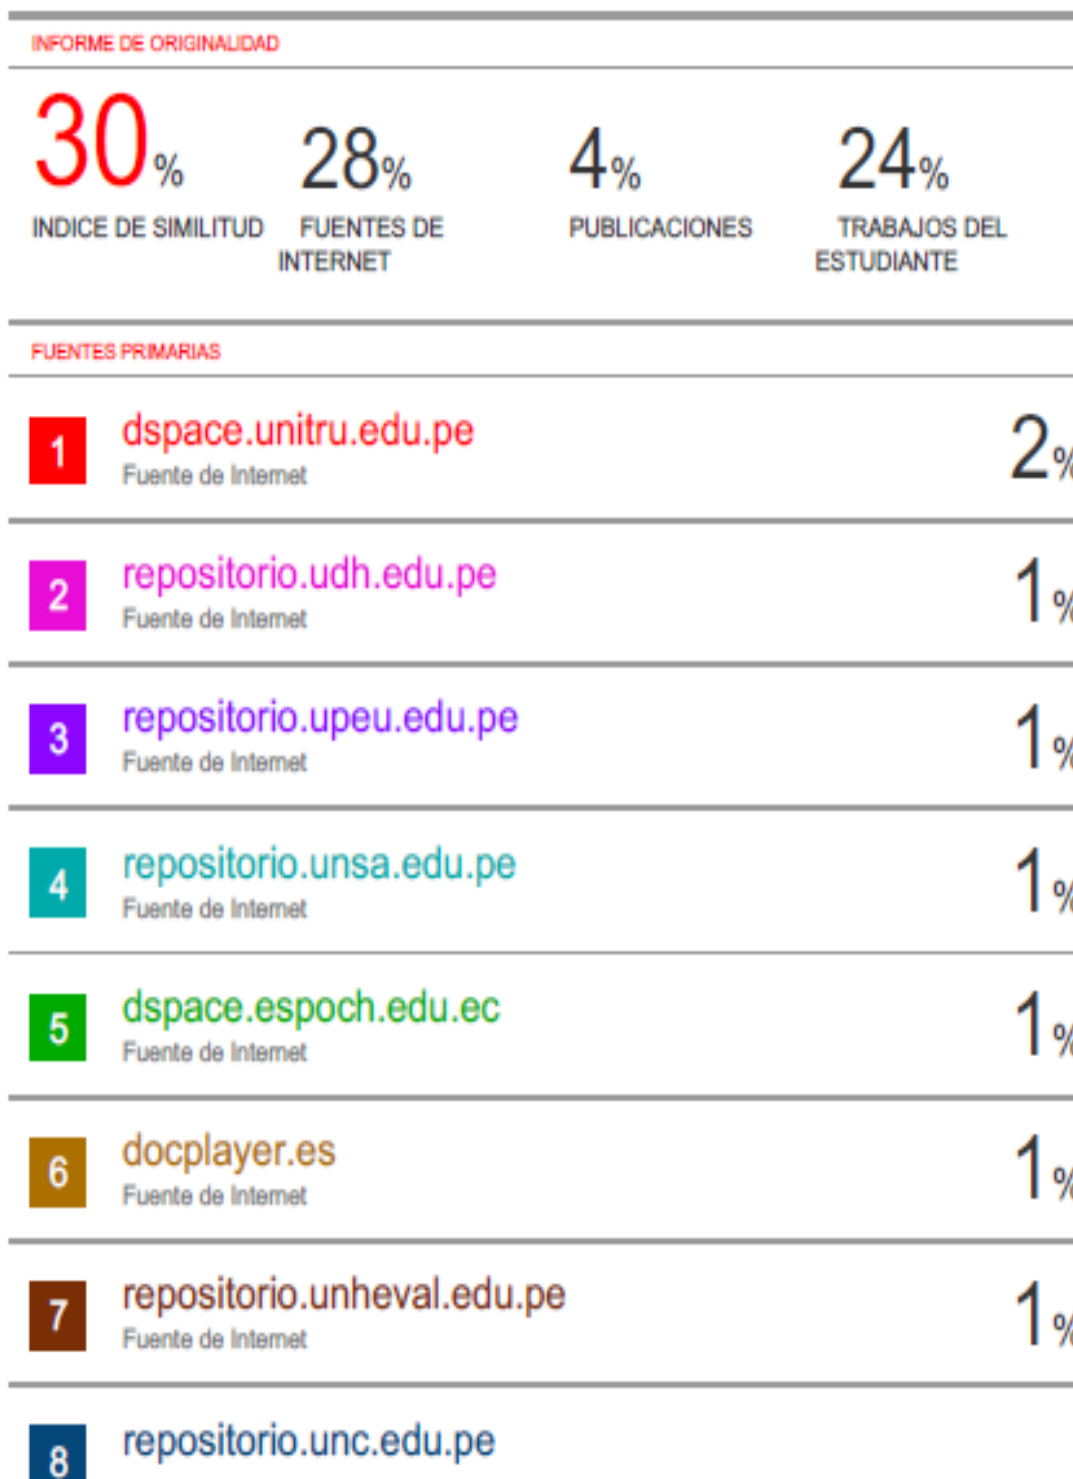 INFORME DE ORIGINALIDAD
30% 28% 4% 24%
INDICE DE SIMILITUD FUENTES DE PUBLICACIONES TRABAJOS DEL
INTERNET ESTUDIANTE
FUENTES PRIMARIAS
1 dspace.unitru.edu.pe 2%
Fuente de Internet
2 repositorio.udh.edu.pe 1%
Fuente de Internet
3 repositorio.upeu.edu.pe 1%
Fuente de Internet
4 repositorio.unsa.edu.pe 1%
Fuente de Internet
5 dspace.espoch.edu.ec 1%
Fuente de Internet
6 docplayer.es 1%
Fuente de Internet
7 repositorio.unheval.edu.pe 1%
Fuente de Internet
8 repositorio.unc.edu.pe